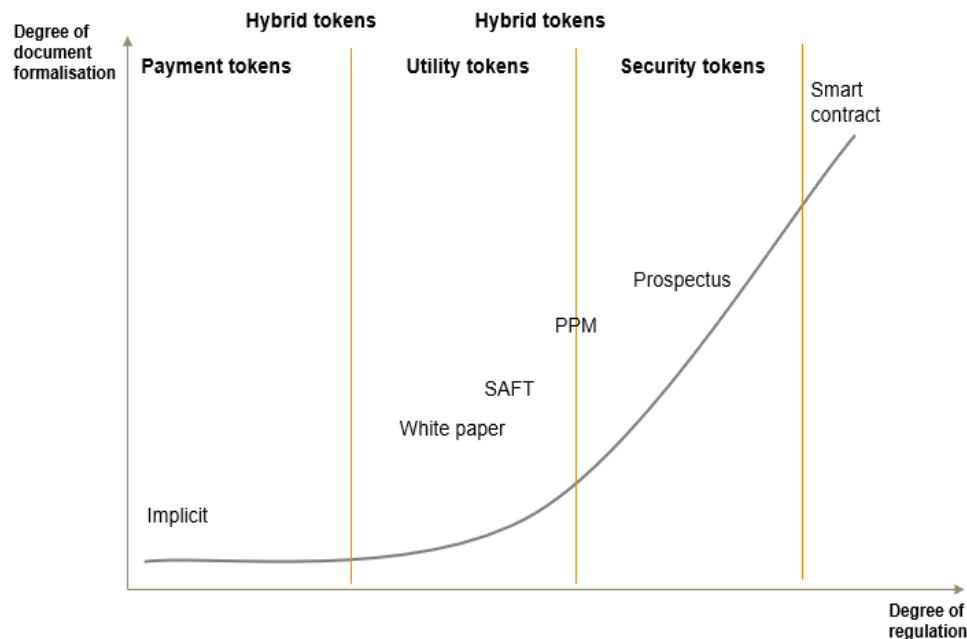 Hybrid tokens
Hybrid tokens
Degree of
document
formalisation
Payment tokens
Utility tokens
Security tokens
Smart
contract
Prospectus
PPM
SAFT
White paper
Implicit
Degree of
regulation